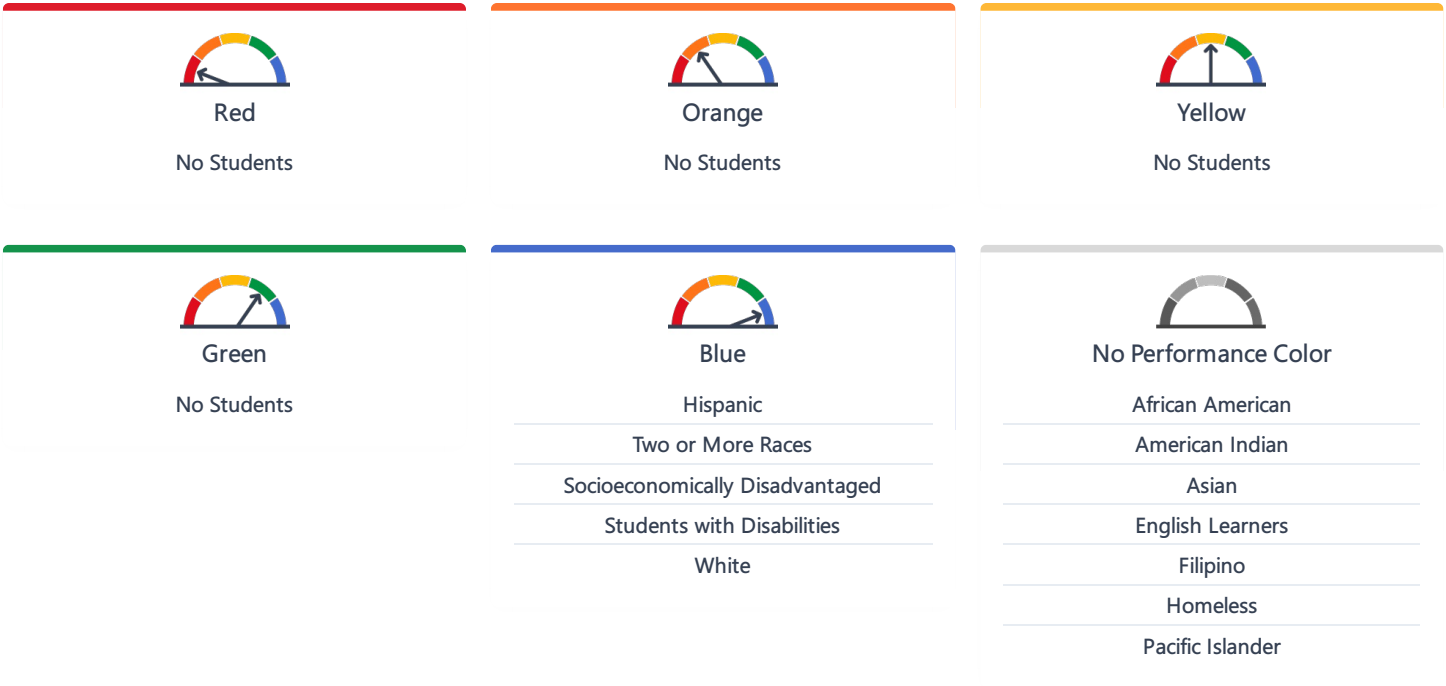 Red
No Students
Orange
No Students
Yellow
No Students
Green
No Students
Blue
Hispanic
Two or More Races
Socioeconomically Disadvantaged
Students with Disabilities
White
No Performance Color
African American
American Indian
Asian
English Learners
Filipino
Homeless
Pacific Islander